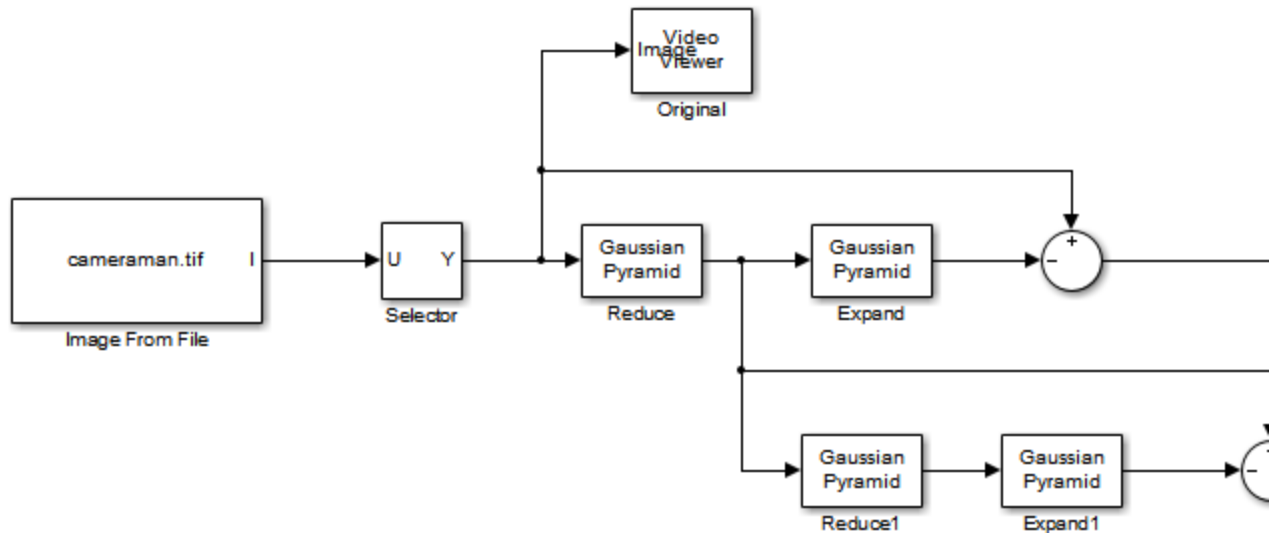 Video
Image
Viewer
Original
+
cameraman.tif I
Image From File
U Y
Selector
Gaussian
Pyramid
Reduce
Gaussian
Pyramid
Expand
−
Gaussian
Pyramid
Reduce1
Gaussian
Pyramid
Expand1
−